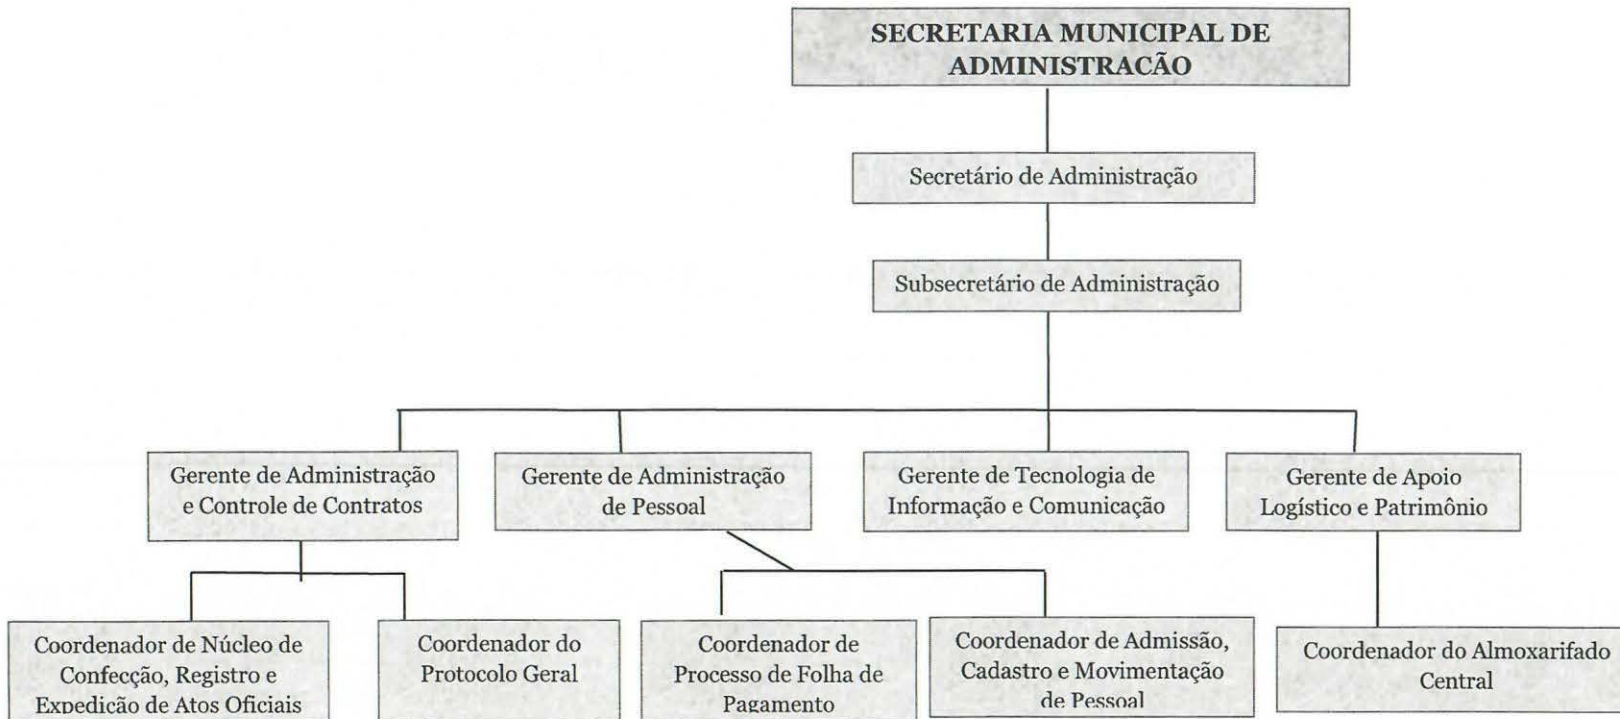 SECRETARIA MUNICIPAL DE
ADMINISTRACÃO
Secretário de Administração
Subsecretário de Administração
Gerente de Administração
e Controle de Contratos
Gerente de Administração
de Pessoal
Gerente de Tecnologia de
Informação e Comunicação
Gerente de Apoio
Logístico e Patrimônio
Coordenador de Núcleo de
Confecção, Registro e
Expedição de Atos Oficiais
Coordenador do
Protocolo Geral
Coordenador de
Processo de Folha de
Pagamento
Coordenador de Admissão,
Cadastro e Movimentação
de Pessoal
Coordenador do Almoxarifado
Central